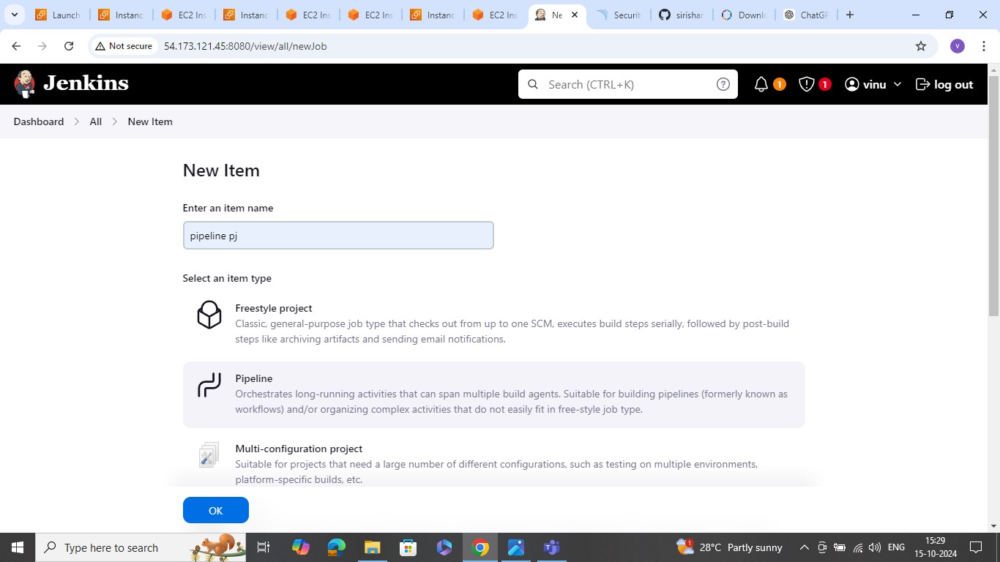 Launch
Instanc
EC2 Ins
Instanc
EC2 Ins
EC2 Ins
Instanc
EC2 Ins
Ne
Securit
sirishar
Downlo
ChatGP
Not secure
54.173.121.45:8080/view/all/newJob
v
Jenkins
Search (CTRL+K)
1
1
vinu
log out
Dashboard
All
New Item
New Item
Enter an item name
pipeline pj
Select an item type
Freestyle project
Classic, general-purpose job type that checks out from up to one SCM, executes build steps serially, followed by post-build
steps like archiving artifacts and sending email notifications.
Pipeline
Orchestrates long-running activities that can span multiple build agents. Suitable for building pipelines (formerly known as
workflows) and/or organizing complex activities that do not easily fit in free-style job type.
Multi-configuration project
Suitable for projects that need a large number of different configurations, such as testing on multiple environments,
platform-specific builds, etc.
OK
Type here to search
1
28°C Partly sunny
ENG
15:29
15-10-2024